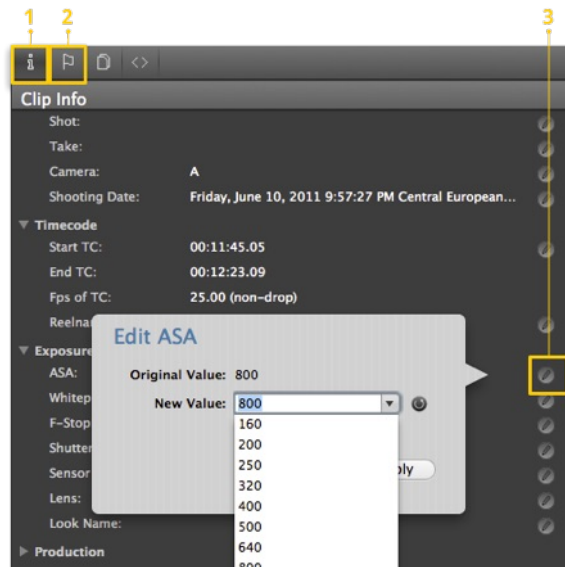 1 2 3
Clip Info
Shot:
Take:
Camera: A
Shooting Date: Friday, June 10, 2011 9:57:27 PM Central European...
Timecode
Start TC: 00:11:45.05
End TC: 00:12:23.09
Fps of TC: 25.00 (non-drop)
Reelna
Edit ASA
Exposure
ASA:
Original Value: 800
Whitep
New Value: 800
160
F-Stop
200
Shutter
250
Sensor
320
ply
Lens:
400
Look Name:
500
640
Production
800